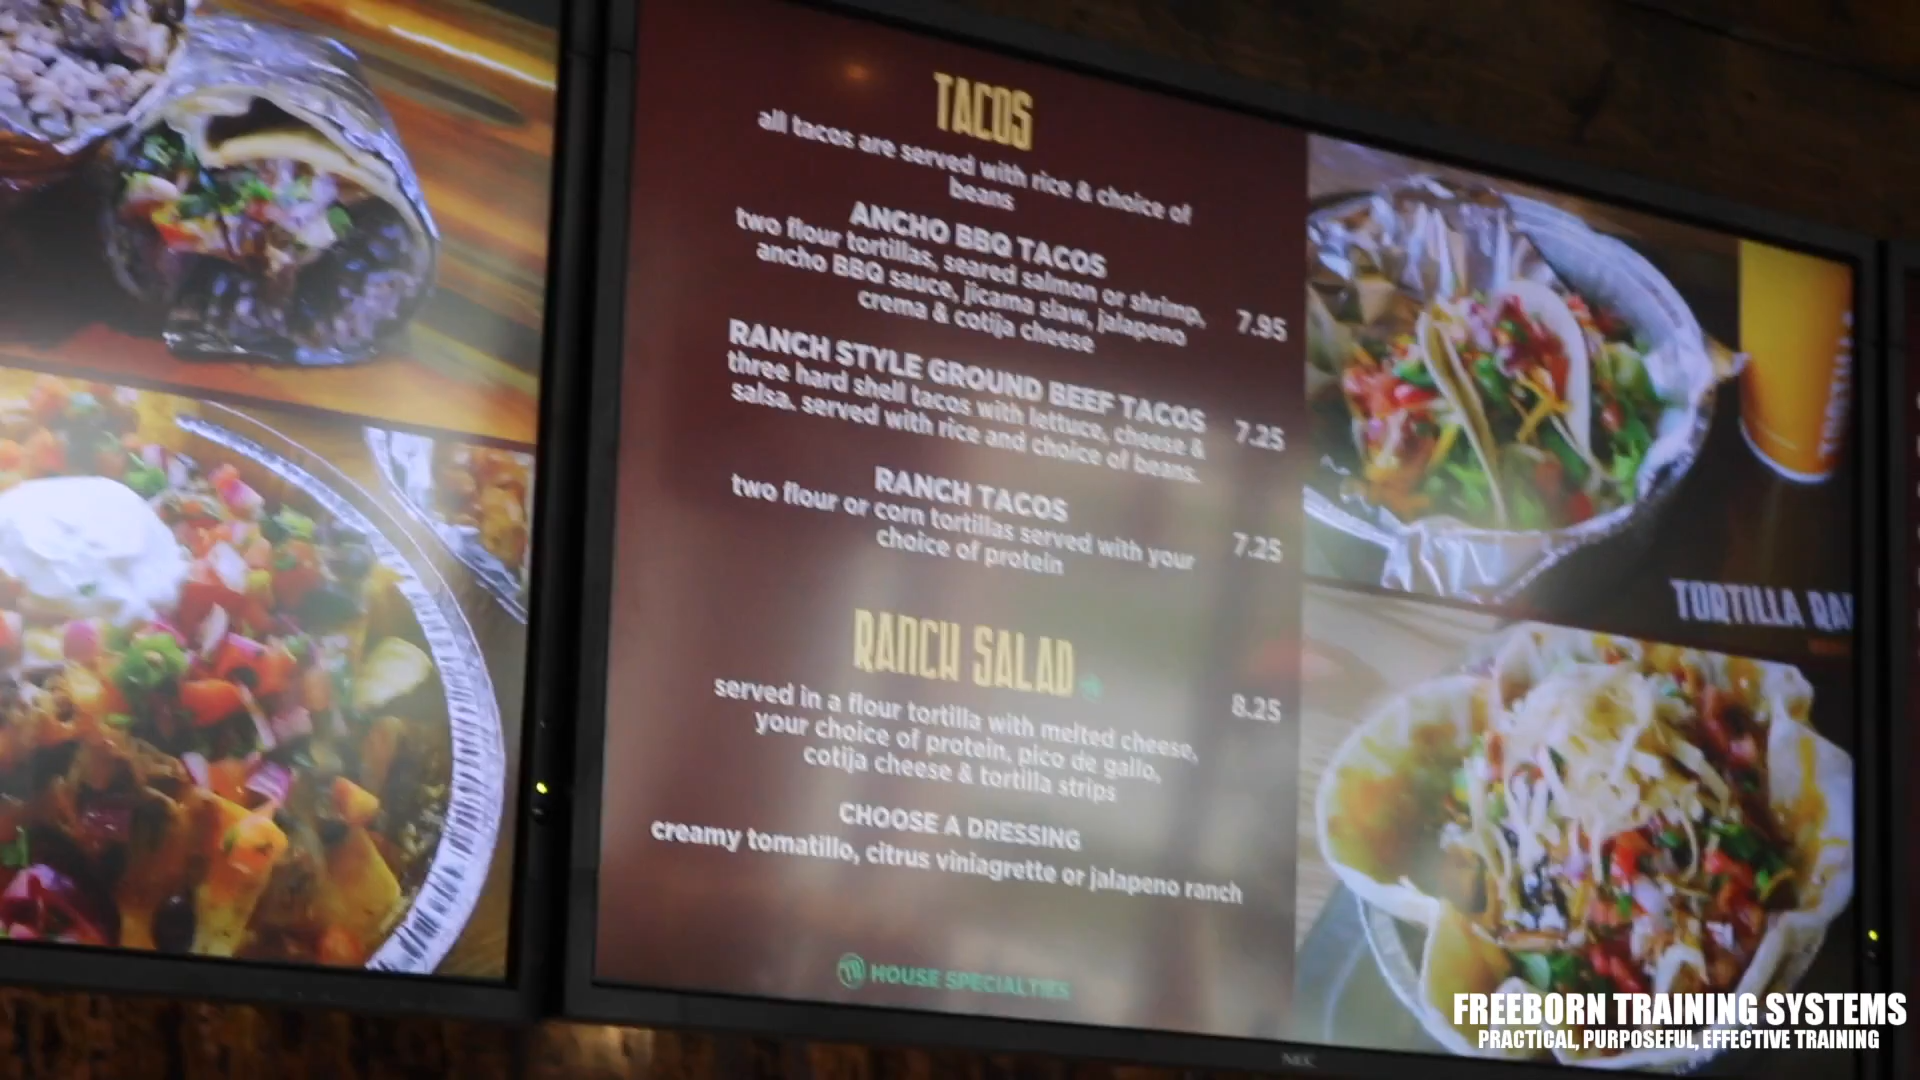 TACOS
all tacos are served with rice & choice of
beans
ANCHO BBQ TACOS
two flour tortillas, seared salmon or shrimp,
ancho BBQ sauce, jicama slaw, jalapeno
crema & cotija cheese
7.95
RANCH STYLE GROUND BEEF TACOS
three hard shell tacos with lettuce, cheese &
salsa. served with rice and choice of beans.
7.25
RANCH TACOS
two flour or corn tortillas served with your
choice of protein
7.25
RANCH SALAD
served in a flour tortilla with melted cheese,
your choice of protein, pico de gallo,
cotija cheese & tortilla strips
8.25
CHOOSE A DRESSING
creamy tomatillo, citrus viniagrette or jalapeno ranch
HOUSE SPECIALTIES
TORTILLA
TORTILLA RA
NEC
FREEBORN TRAINING SYSTEMS
PRACTICAL, PURPOSEFUL, EFFECTIVE TRAINING